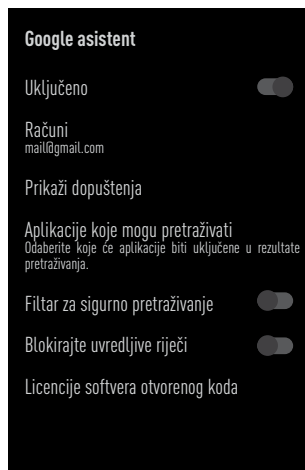 Google asistent
Uključeno
Računi
mail@gmail.com
Prikaži dopuštenja
Aplikacije koje mogu pretraživati
Odaberite koje će aplikacije biti uključene u rezultate
pretraživanja.
Filtar za sigurno pretraživanje
Blokirajte uvredljive riječi
Licencije softvera otvorenog koda